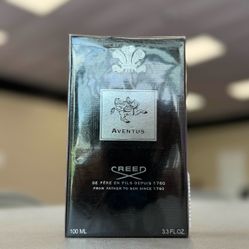 AVENTUS
CREED
DE PÈRE EN FILS DEPUIS 1760
FROM FATHER TO SON SINCE 1760
100 ML 3.3 FL.OZ